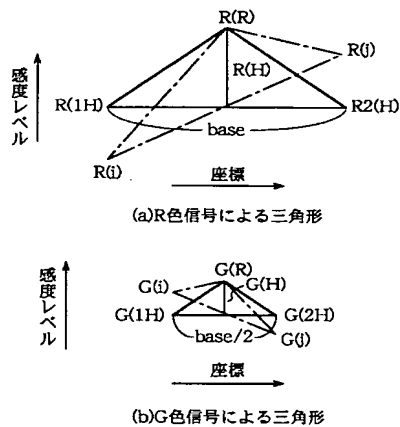 R(R)
R(j)
R(H)
R(1H)
R2(H)
base
R(i)
感度レベル
座標
(a)R色信号による三角形
G(R)
G(i)
G(H)
G(1H)
G(2H)
base/2
G(j)
感度レベル
座標
(b)G色信号による三角形